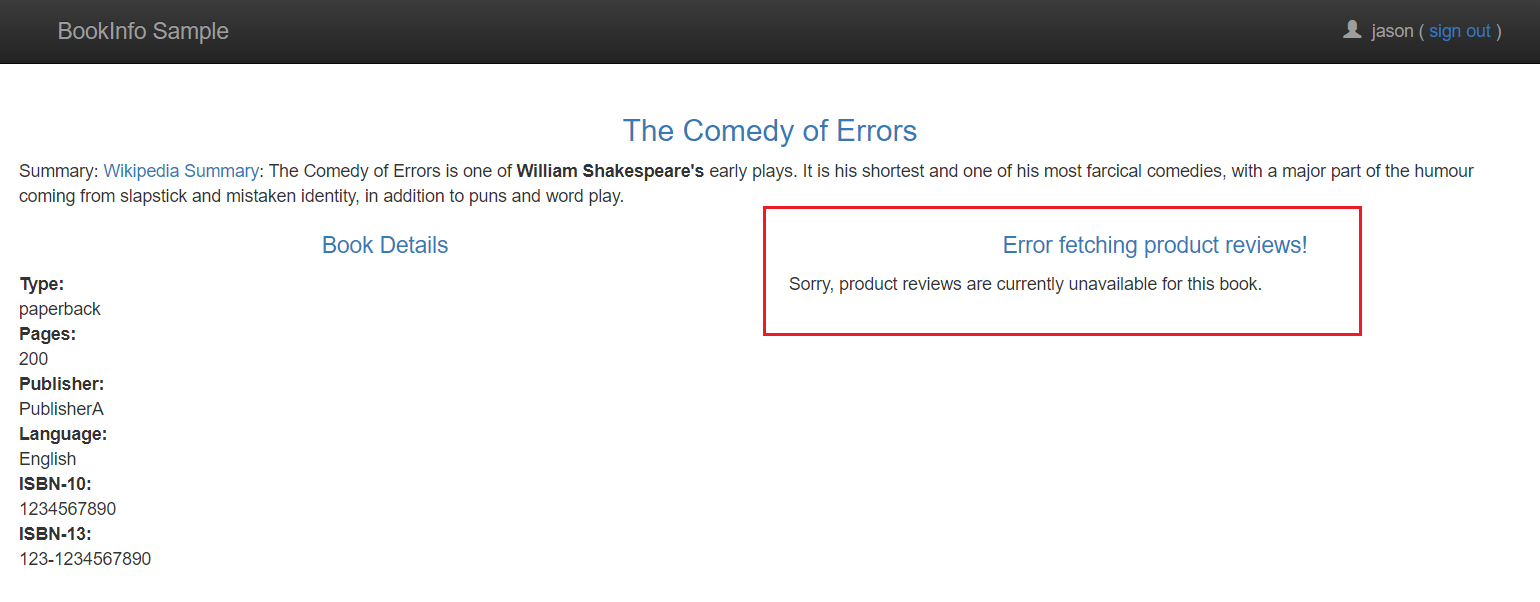 BookInfo Sample
jason ( sign out )
The Comedy of Errors
Summary: Wikipedia Summary: The Comedy of Errors is one of William Shakespeare's early plays. It is his shortest and one of his most farcical comedies, with a major part of the humour
coming from slapstick and mistaken identity, in addition to puns and word play.
Book Details
Type:
paperback
Pages:
200
Publisher:
PublisherA
Language:
English
ISBN-10:
1234567890
ISBN-13:
123-1234567890
Error fetching product reviews!
Sorry, product reviews are currently unavailable for this book.